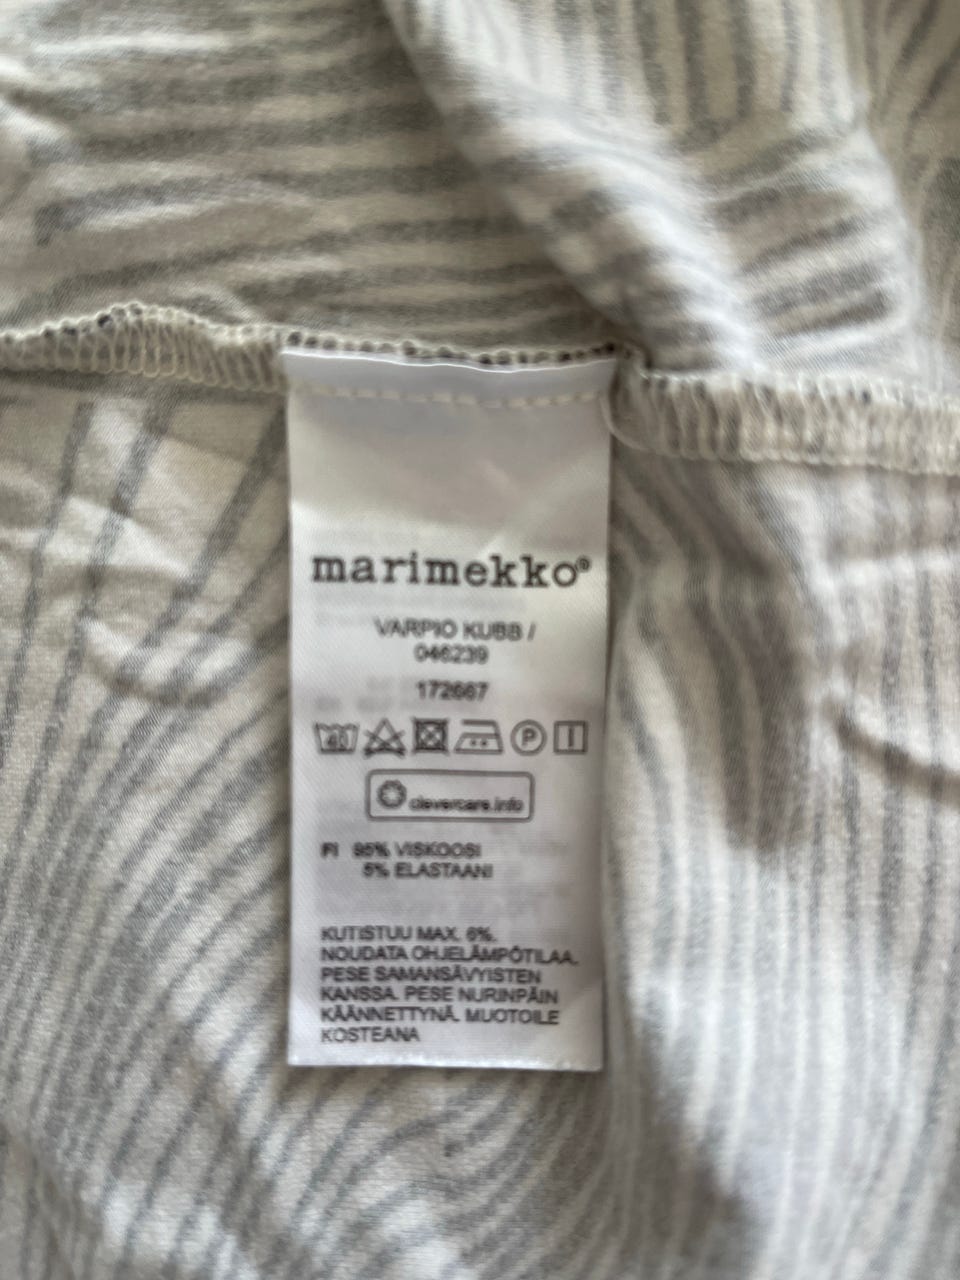 marimekko®
VARPIO KUBB /
046239
172667
40 P
clevercare.info
FI 95% VISKOOSI
5% ELASTAANI
KUTISTUU MAX. 6%.
NOUDATA OHJELÄMPÖTILAA.
PESE SAMANSÄVYISTEN
KANSSA. PESE NURINPÄIN
KÄÄNNETTYNÄ. MUOTOILE
KOSTEANA